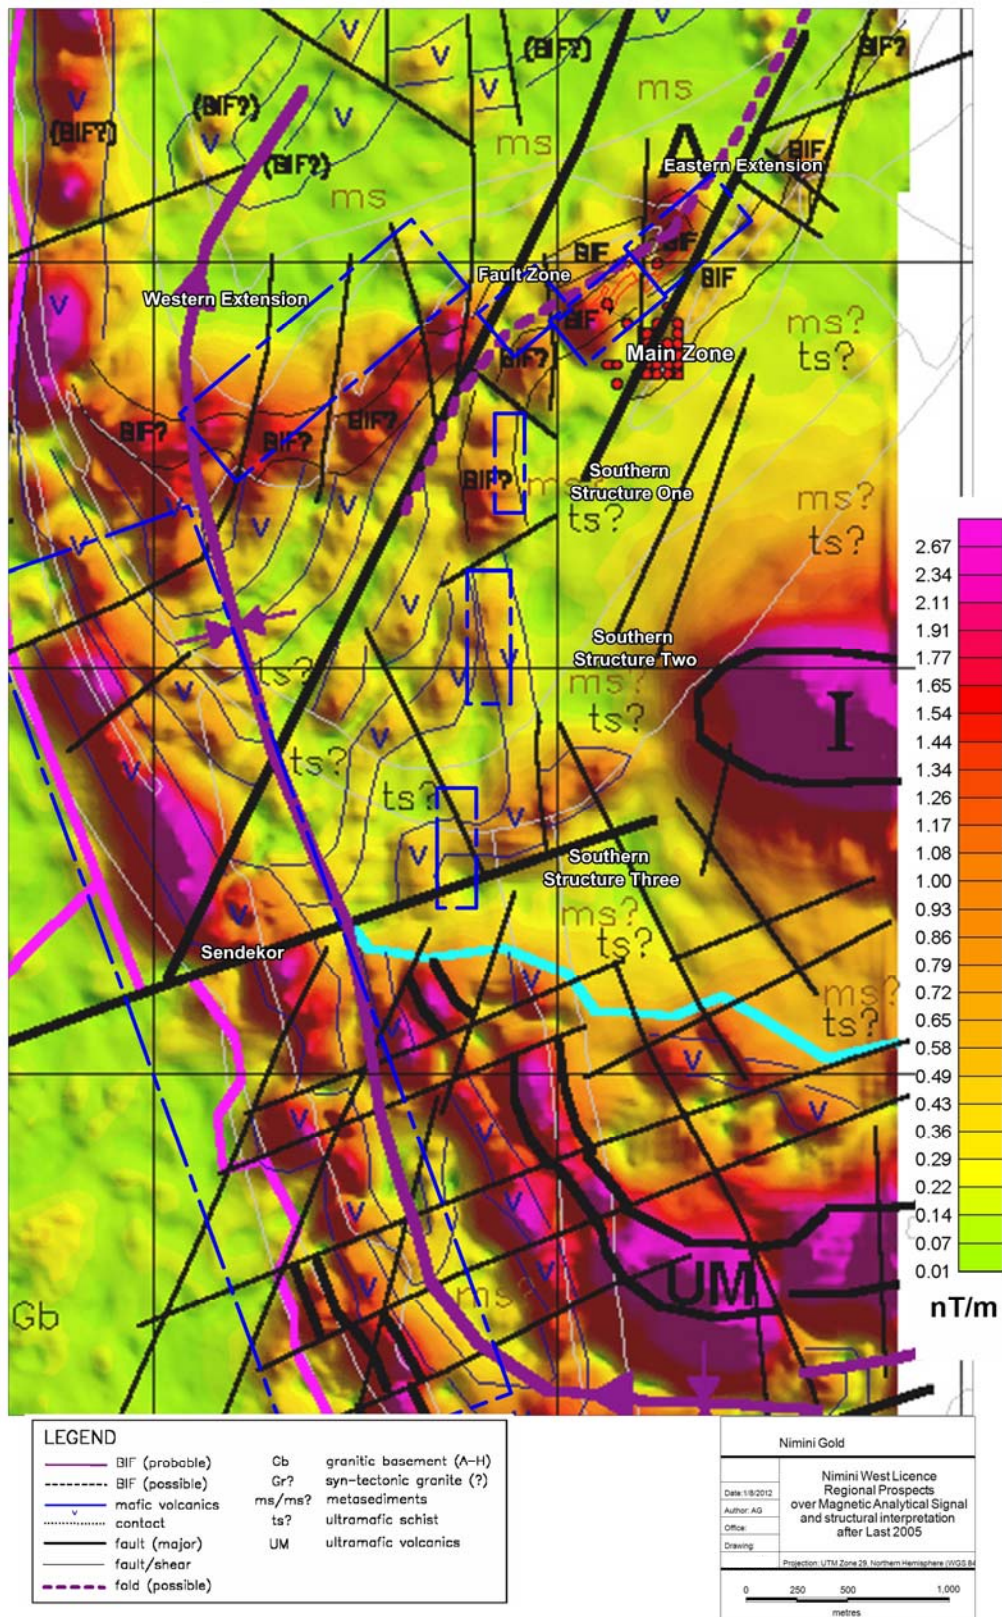 V
V
V
(BIF?)
BIF?
V
V
(BIF?)
V
(BIF?)
V
(BIF?)
ms
ms
ms
A
BIF
Eastern Extension
V
Western Extension
Fault Zone
BIF
BIF
BIF
BIF
Main Zone
BIF?
ms?
ts?
BIF?
BIF?
BIF?
BIF?
ms?
ts?
Southern
Structure One
ms?
ts?
V
V
V
V
V
V
V
ts?
Southern
Structure Two
ms?
ts?
V
I
V
ts?
ts?
V
V
Southern
Structure Three
ms?
ts?
V
Sendekor
V
V
V
ms?
ts?
V
V
V
V
V
V
V
ms?
UM
Gb
2.67
2.34
2.11
1.91
1.77
1.65
1.54
1.44
1.34
1.26
1.17
1.08
1.00
0.93
0.86
0.79
0.72
0.65
0.58
0.49
0.43
0.36
0.29
0.22
0.14
0.07
0.01
nT/m
LEGEND
BIF (probable)
BIF (possible)
mafic volcanics
v
contact
fault (major)
fault/shear
fold (possible)
Gb granitic basement (A-H)
Gr? syn-tectonic granite (?)
ms/ms? metasediments
ts? ultramafic schist
UM ultramafic volcanics
Nimini Gold
Date:1/8/2012
Author: AG
Office:
Drawing:
Nimini West Licence
Regional Prospects
over Magnetic Analytical Signal
and structural interpretation
after Last 2005
Projection: UTM Zone 29, Northern Hemisphere (WGS 84
0 250 500 1,000
metres